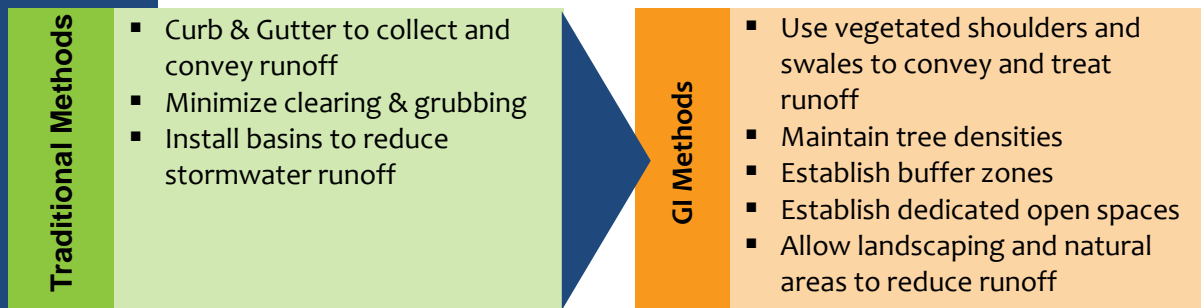 Traditional Methods
▪ Curb & Gutter to collect and
convey runoff
▪ Minimize clearing & grubbing
▪ Install basins to reduce
stormwater runoff
GI Methods
▪ Use vegetated shoulders and
swales to convey and treat
runoff
▪ Maintain tree densities
▪ Establish buffer zones
▪ Establish dedicated open spaces
▪ Allow landscaping and natural
areas to reduce runoff